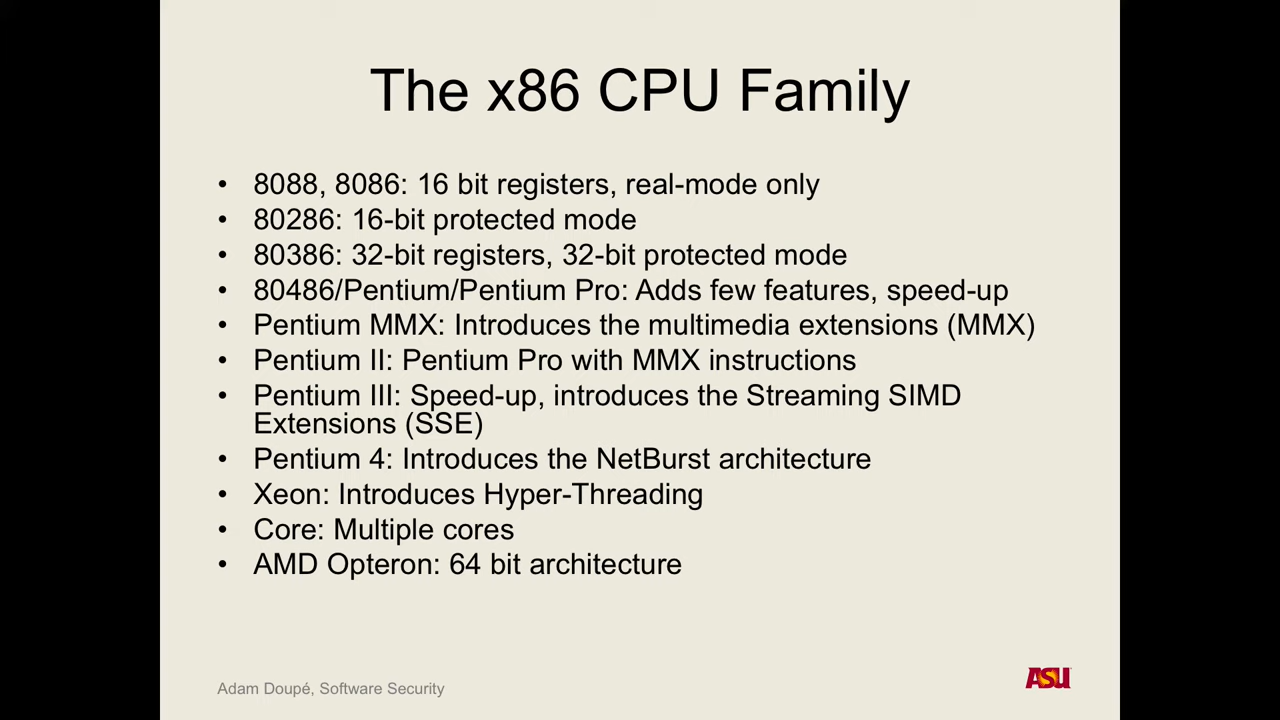 The x86 CPU Family
• 8088, 8086: 16 bit registers, real-mode only
• 80286: 16-bit protected mode
• 80386: 32-bit registers, 32-bit protected mode
• 80486/Pentium/Pentium Pro: Adds few features, speed-up
• Pentium MMX: Introduces the multimedia extensions (MMX)
• Pentium II: Pentium Pro with MMX instructions
• Pentium III: Speed-up, introduces the Streaming SIMD
Extensions (SSE)
• Pentium 4: Introduces the NetBurst architecture
• Xeon: Introduces Hyper-Threading
• Core: Multiple cores
• AMD Opteron: 64 bit architecture
Adam Doupé, Software Security
ASU